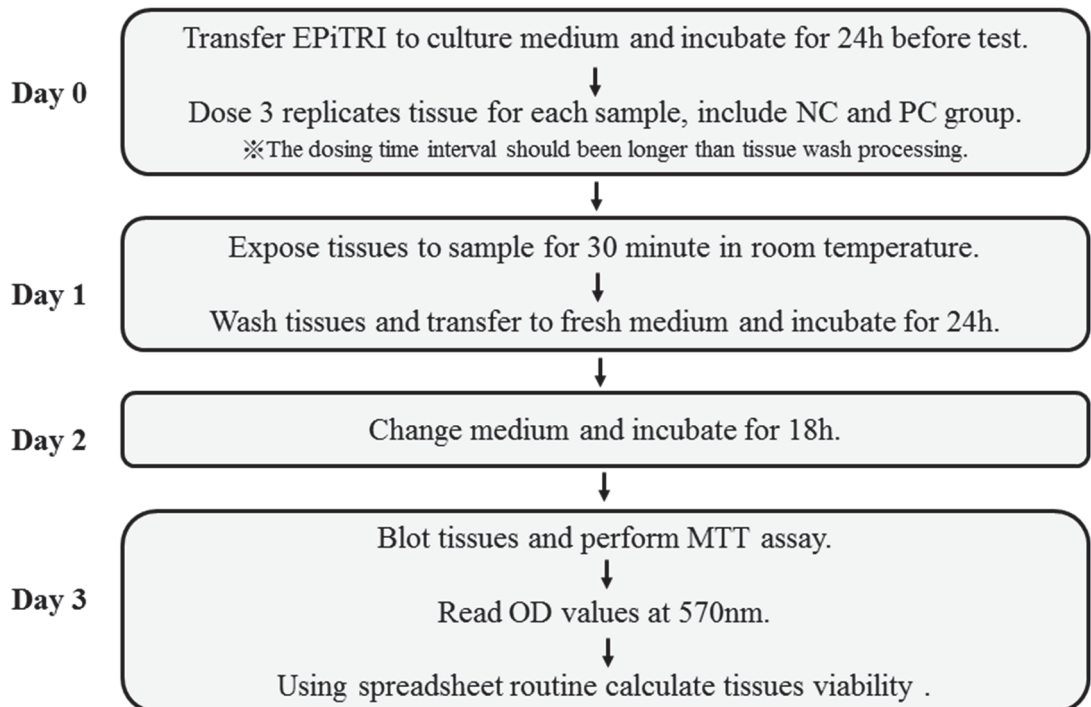 Day 0
Transfer EPiTRI to culture medium and incubate for 24h before test.
Dose 3 replicates tissue for each sample, include NC and PC group.
※The dosing time interval should been longer than tissue wash processing.
Day 1
Expose tissues to sample for 30 minute in room temperature.
Wash tissues and transfer to fresh medium and incubate for 24h.
Day 2
Change medium and incubate for 18h.
Day 3
Blot tissues and perform MTT assay.
Read OD values at 570nm.
Using spreadsheet routine calculate tissues viability .